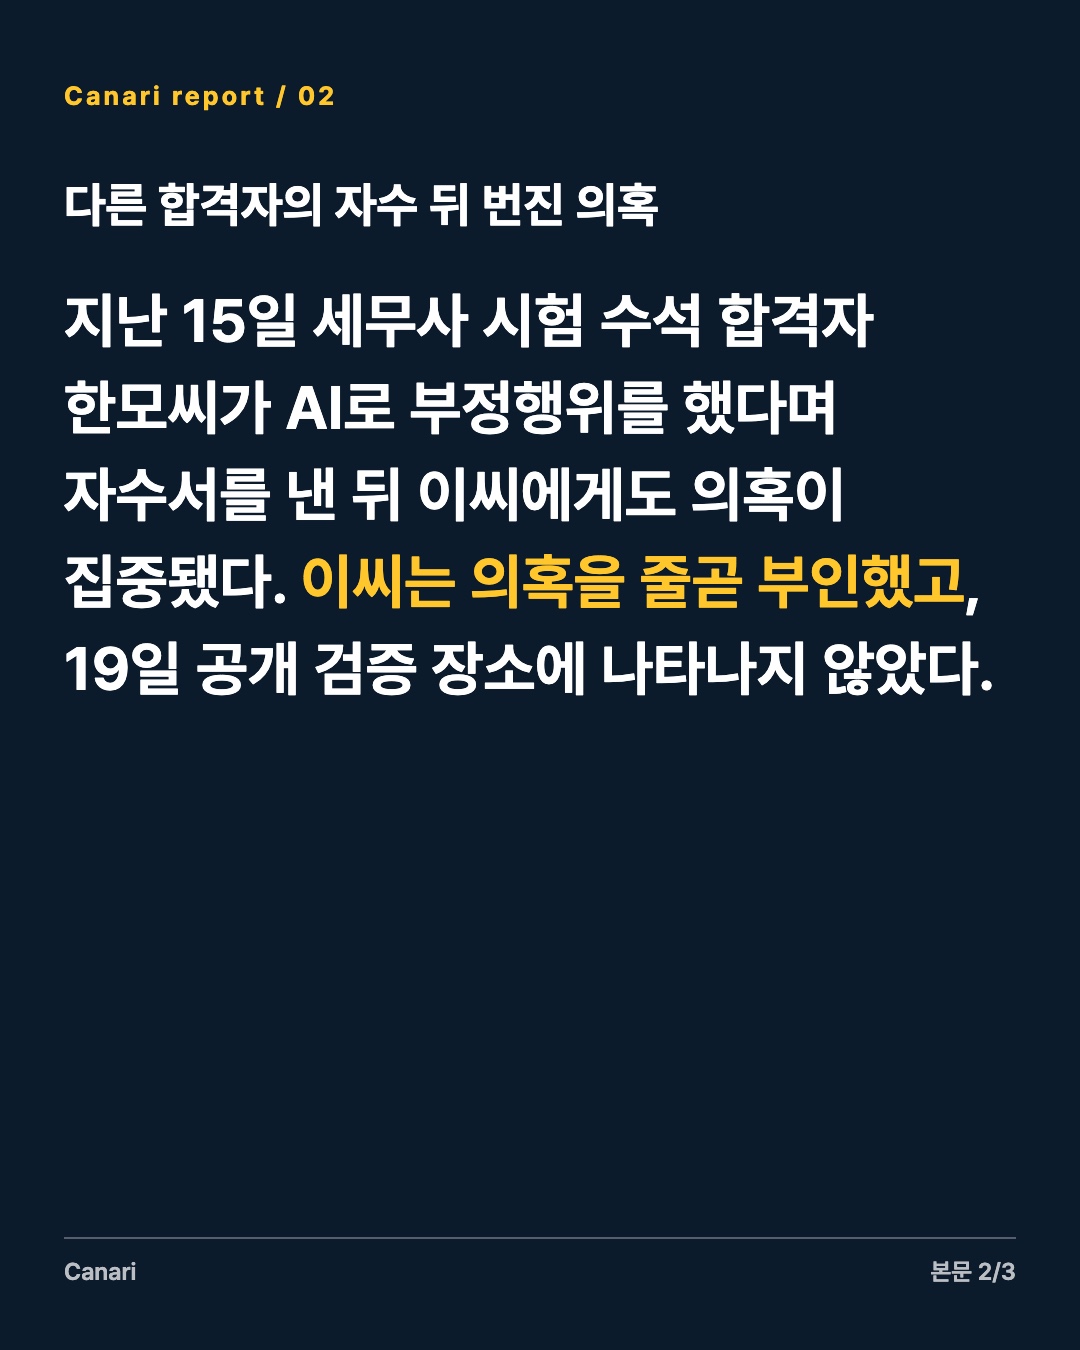 Canari report / 02
다른 합격자의 자수 뒤 번진 의혹
지난 15일 세무사 시험 수석 합격자
한모씨가 AI로 부정행위를 했다며
자수서를 낸 뒤 이씨에게도 의혹이
집중됐다. 이씨는 의혹을 줄곧 부인했고,
19일 공개 검증 장소에 나타나지 않았다.
Canari
본문 2/3